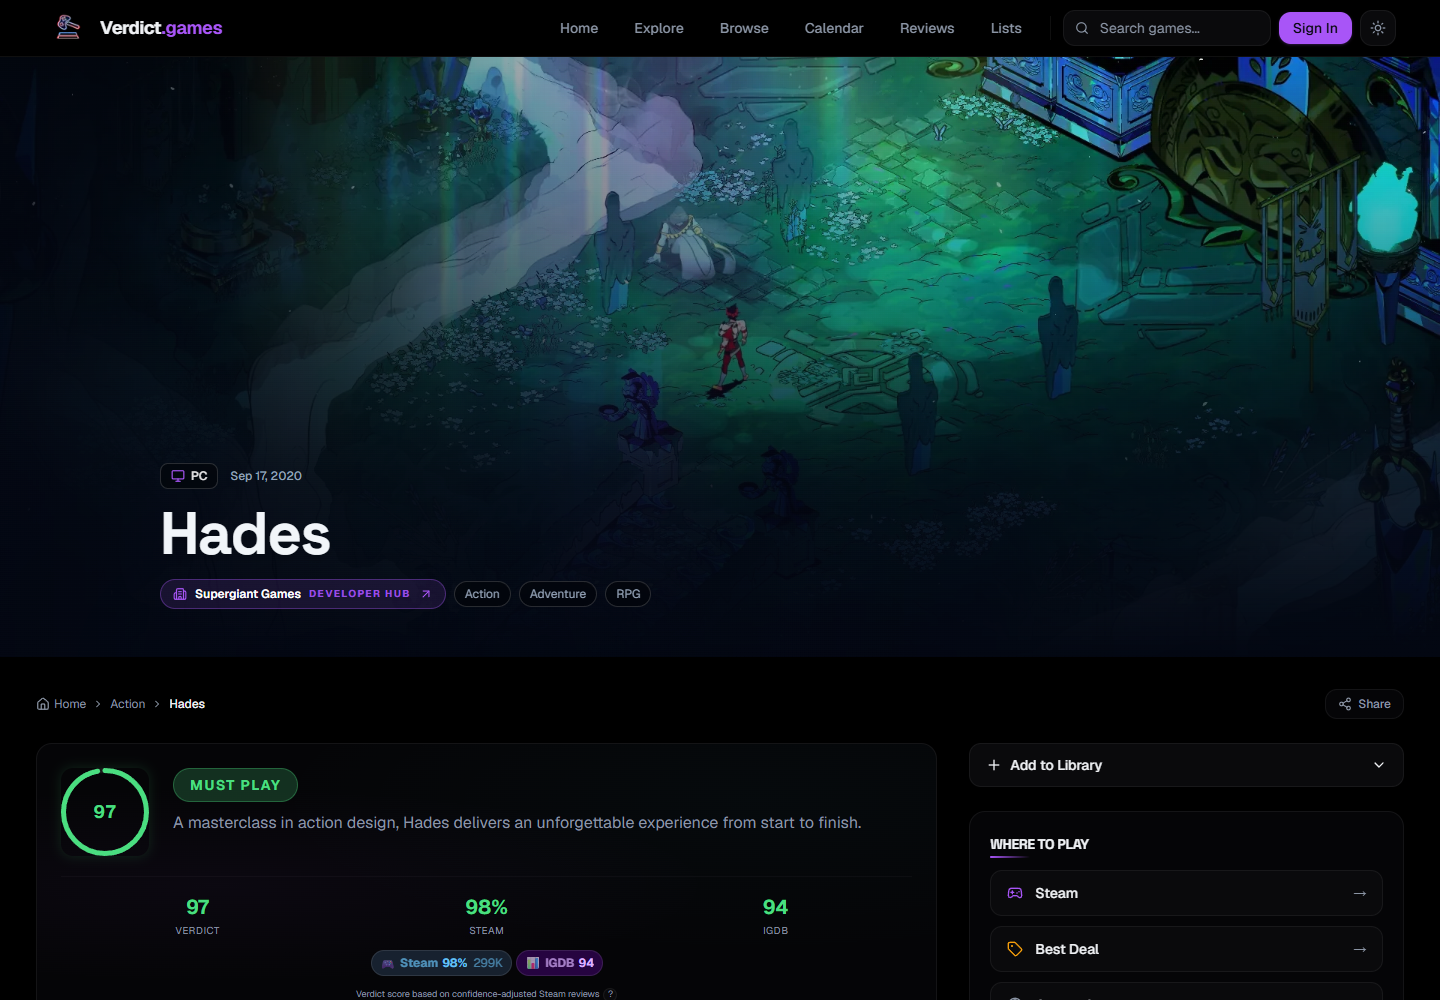 Verdict.games
Home Explore Browse Calendar Reviews Lists Search games... Sign In
PC Sep 17, 2020
Hades
Supergiant Games DEVELOPER HUB Action Adventure RPG
Home Action Hades
Share
97
MUST PLAY
A masterclass in action design, Hades delivers an unforgettable experience from start to finish.
97 98% 94
VERDICT STEAM IGDB
Steam 98% 299K IGDB 94
Verdict score based on confidence-adjusted Steam reviews ?
Add to Library
WHERE TO PLAY
Steam
Best Deal